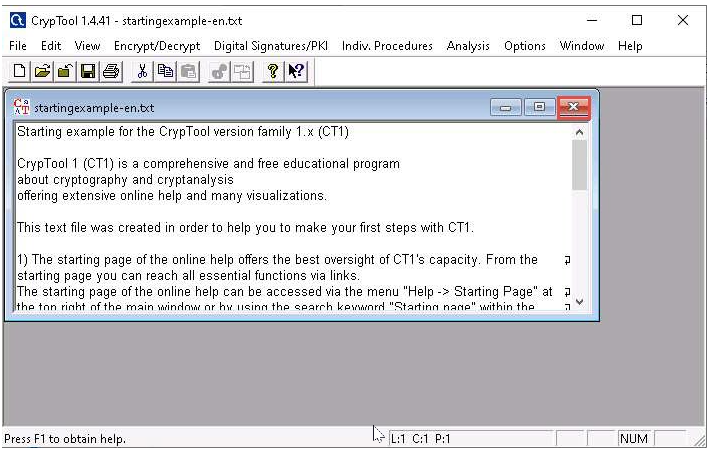 CrypTool 1.4.41 - startingexample-en.txt
File Edit View Encrypt/Decrypt Digital Signatures/PKI Indiv. Procedures Analysis Options Window Help
startingexample-en.txt
Starting example for the CrypTool version family 1.x (CT1)
CrypTool 1 (CT1) is a comprehensive and free educational program
about cryptography and cryptanalysis
offering extensive online help and many visualizations.
This text file was created in order to help you to make your first steps with CT1.
1) The starting page of the online help offers the best oversight of CT1's capacity. From the
starting page you can reach all essential functions via links.
The starting page of the online help can be accessed via the menu "Help -> Starting Page" at
the top right of the main window or by using the search keyword "Starting page" within the
Press F1 to obtain help.
L:1 C:1 P:1
NUM